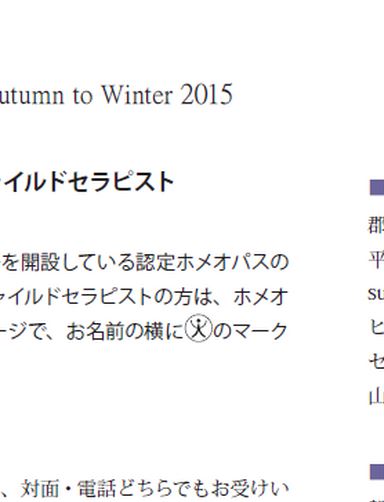 utumn to Winter 2015
イルドセラピスト
を開設している認定ホメオパスの
ャイルドセラピストの方は、ホメオ
ージで、お名前の横に のマーク
、対面・電話どちらでもお受けい
郡
平
su
ヒ
セ
山